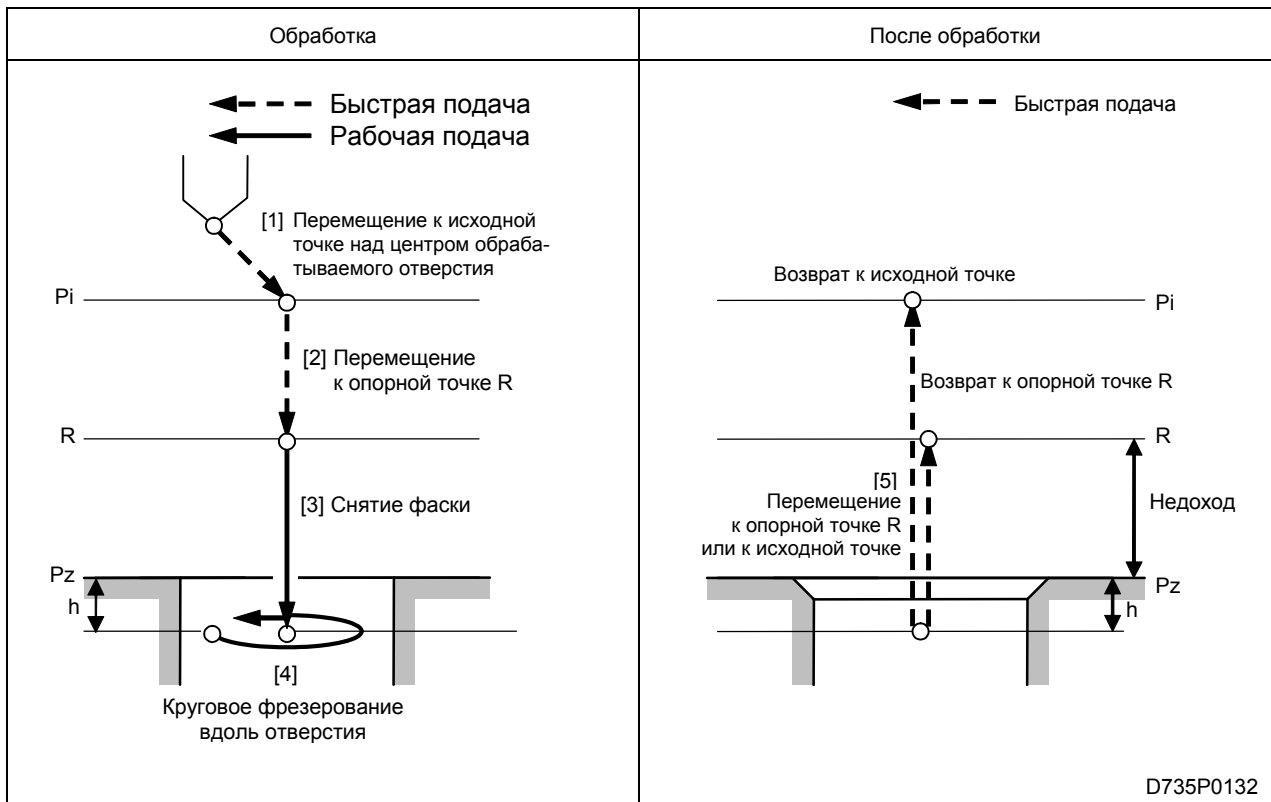 Обработка
Быстрая подача
Рабочая подача
[1] Перемещение к исходной
точке над центром обраба-
тываемого отверстия
Pi
[2] Перемещение
к опорной точке R
R
[3] Снятие фаски
Pz
h
[4]
Круговое фрезерование
вдоль отверстия
После обработки
Быстрая подача
Возврат к исходной точке
Pi
Возврат к опорной точке R
R
[5]
Перемещение
к опорной точке R
или к исходной точке
Недоход
Pz
h
D735P0132